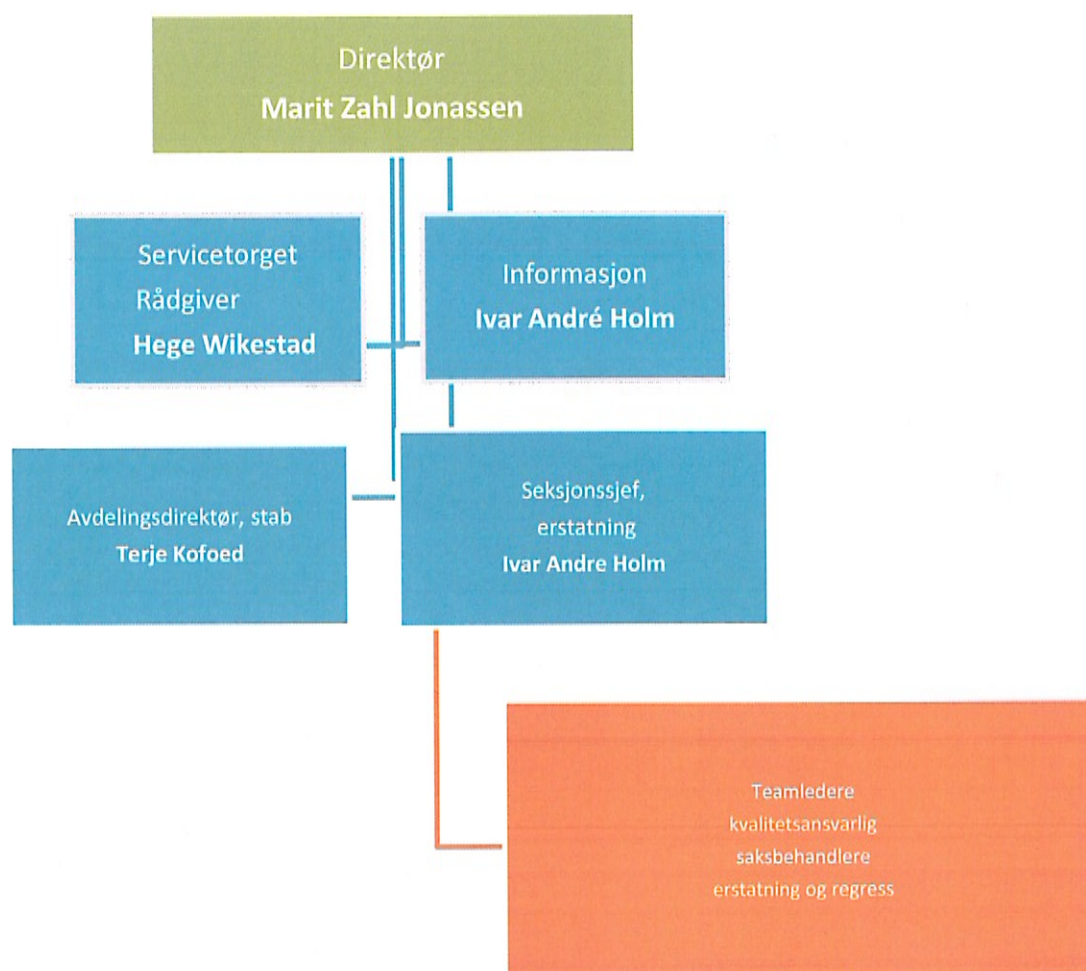 Direktør
Marit Zahl Jonassen
Servicetorget
Rådgiver
Hege Wikestad
Informasjon
Ivar André Holm
Avdelingsdirektør, stab
Terje Kofoed
Seksjonssjef,
erstatning
Ivar Andre Holm
Teamledere
kvalitetsansvarlig
saksbehandlere
erstatning og regress